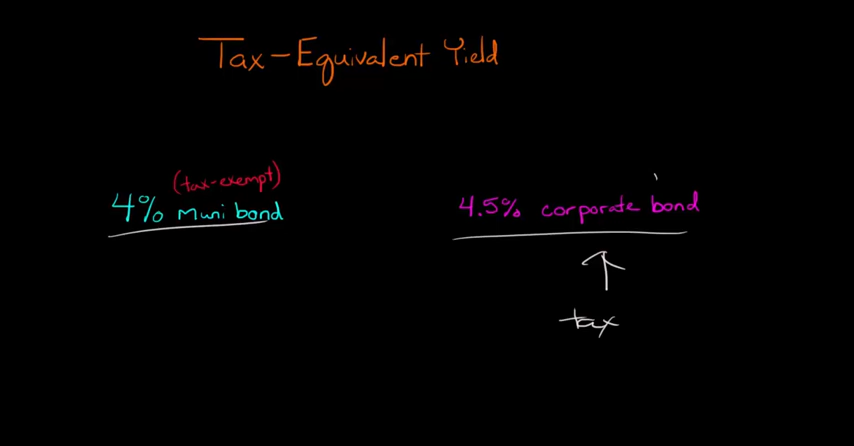 Tax-Equivalent Yield
(tax-exempt)
4% Muni bond
4.5% corporate bond
tax